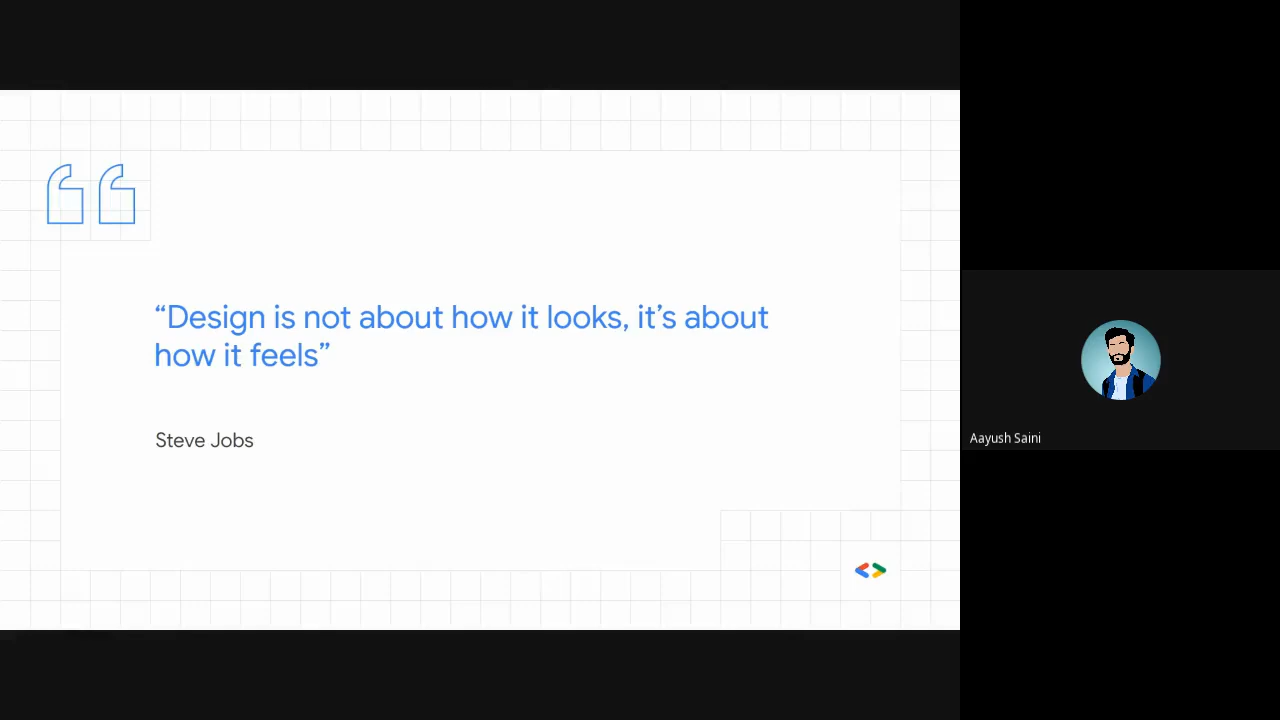 “Design is not about how it looks, it’s about
how it feels”
Steve Jobs
Aayush Saini